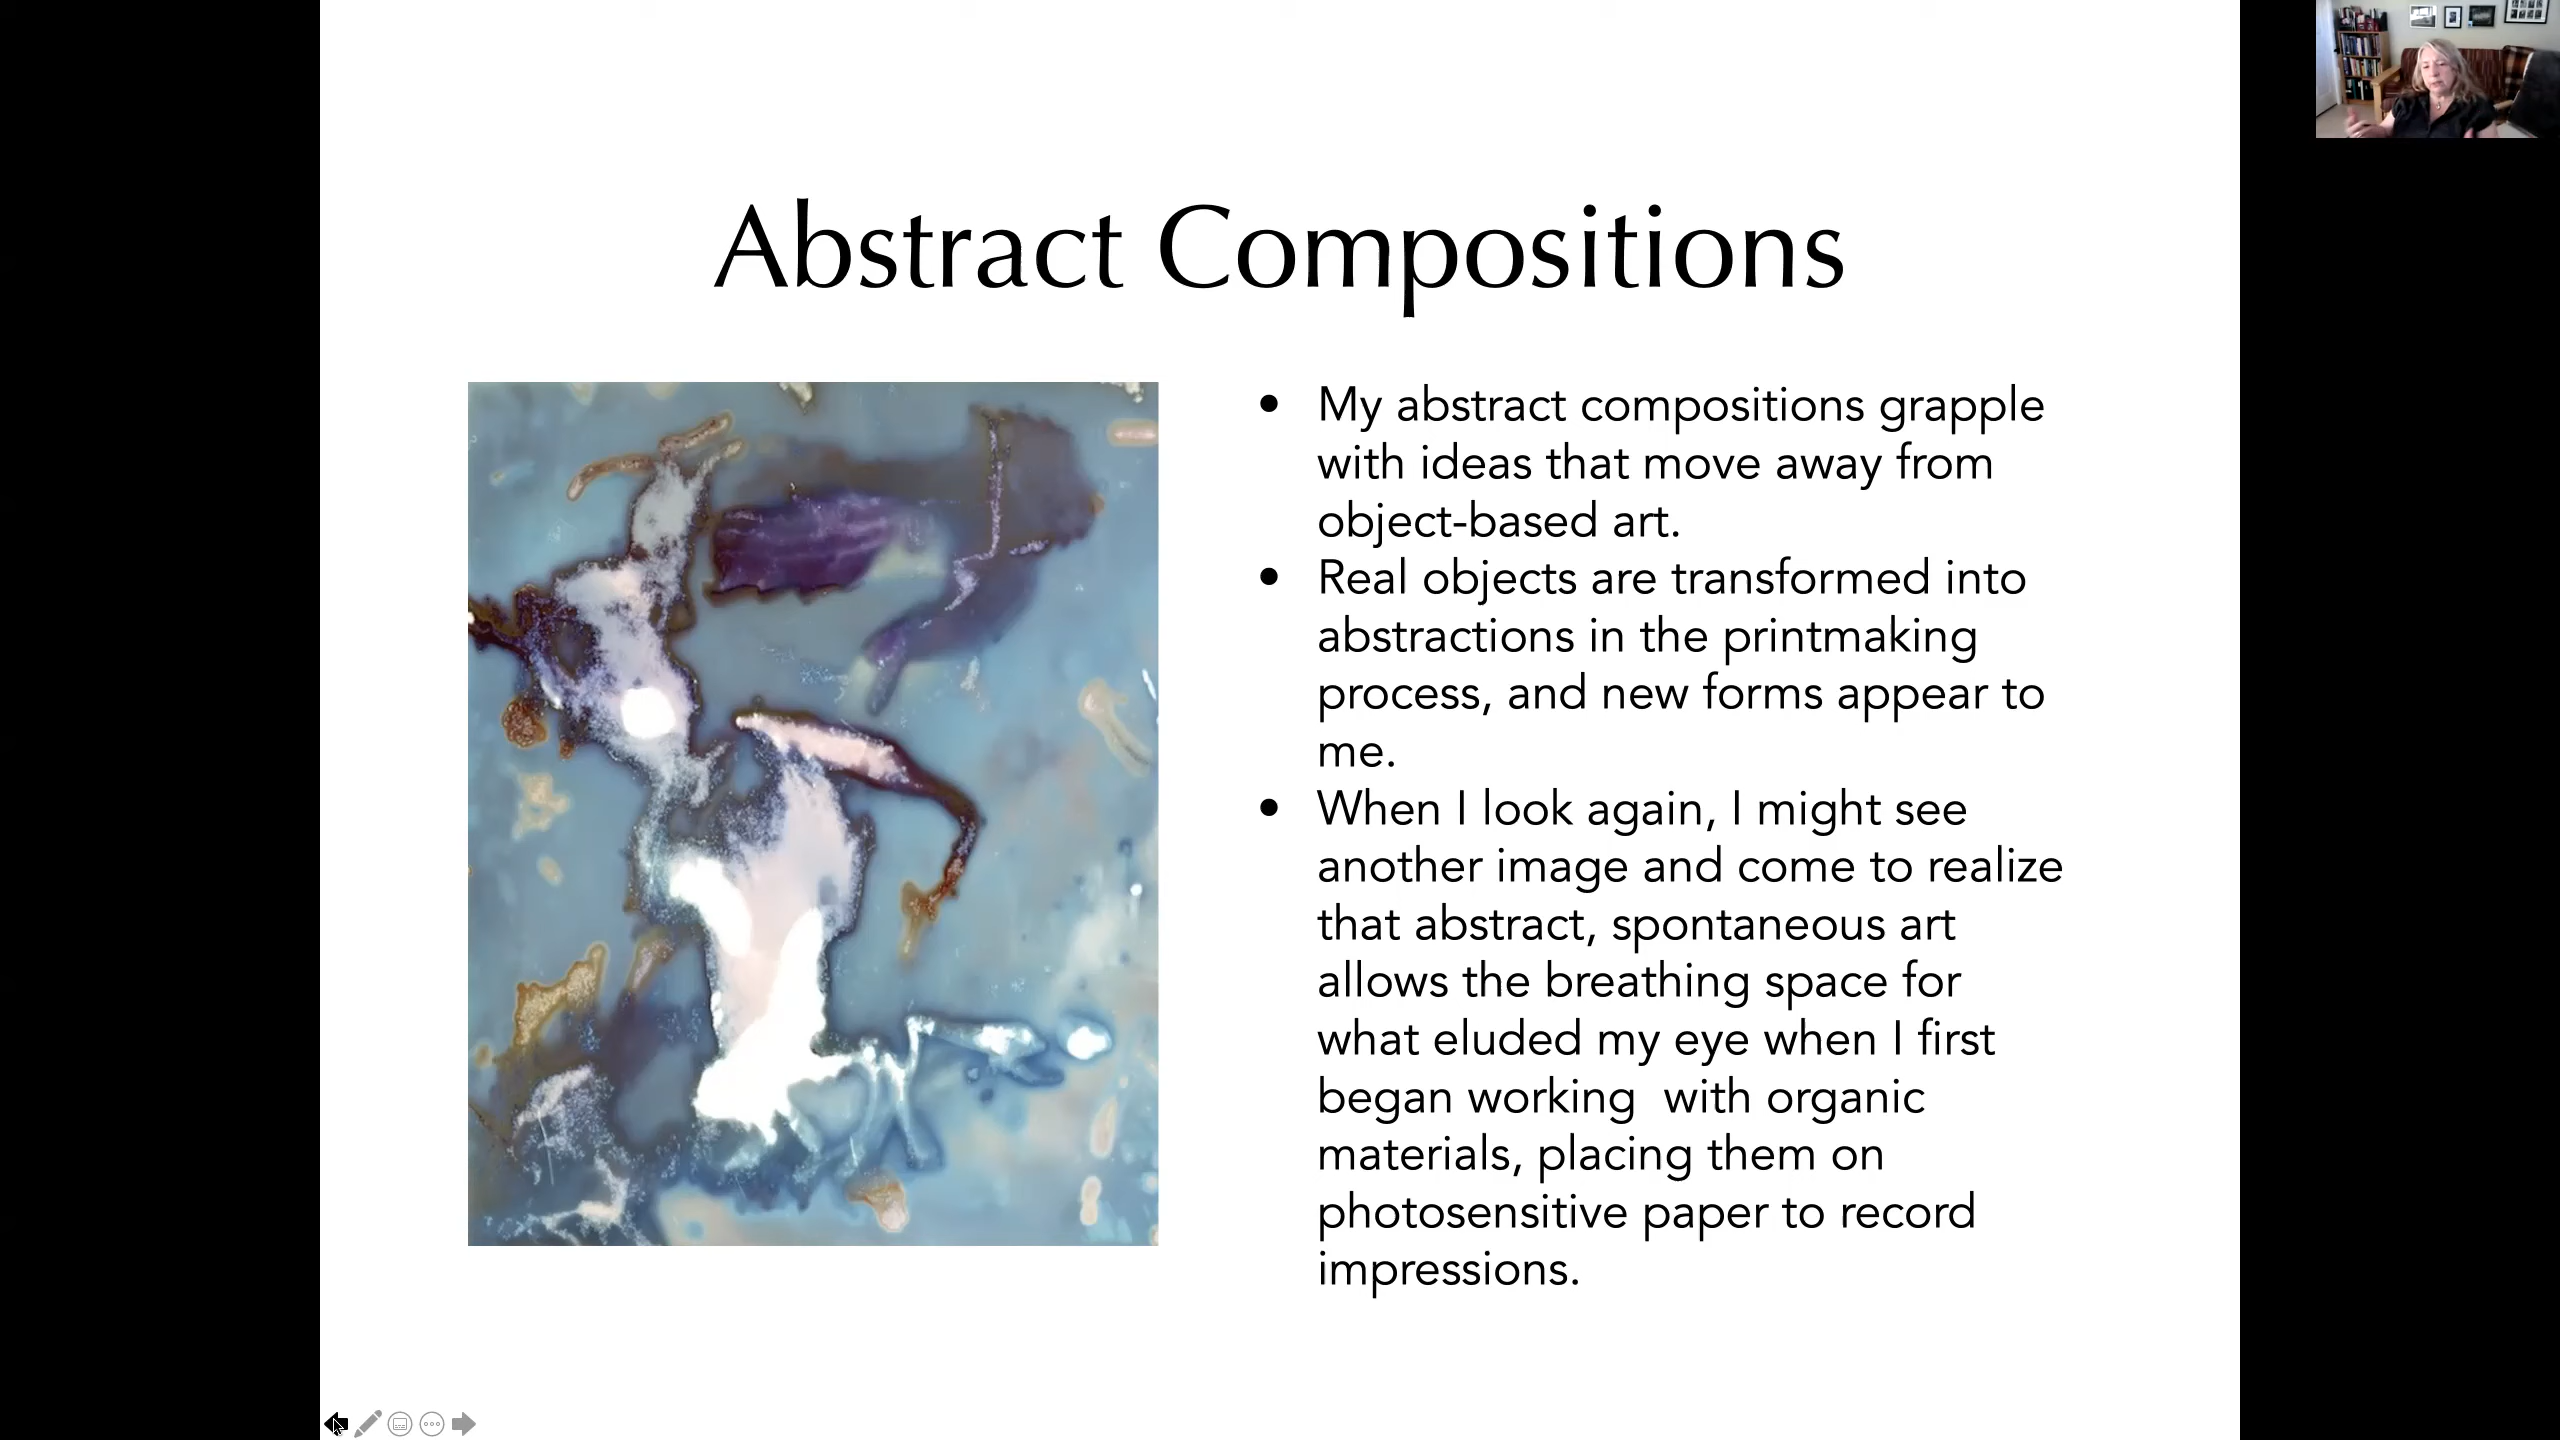 Abstract Compositions
• My abstract compositions grapple
with ideas that move away from
object-based art.
• Real objects are transformed into
abstractions in the printmaking
process, and new forms appear to
me.
• When I look again, I might see
another image and come to realize
that abstract, spontaneous art
allows the breathing space for
what eluded my eye when I first
began working  with organic
materials, placing them on
photosensitive paper to record
impressions.